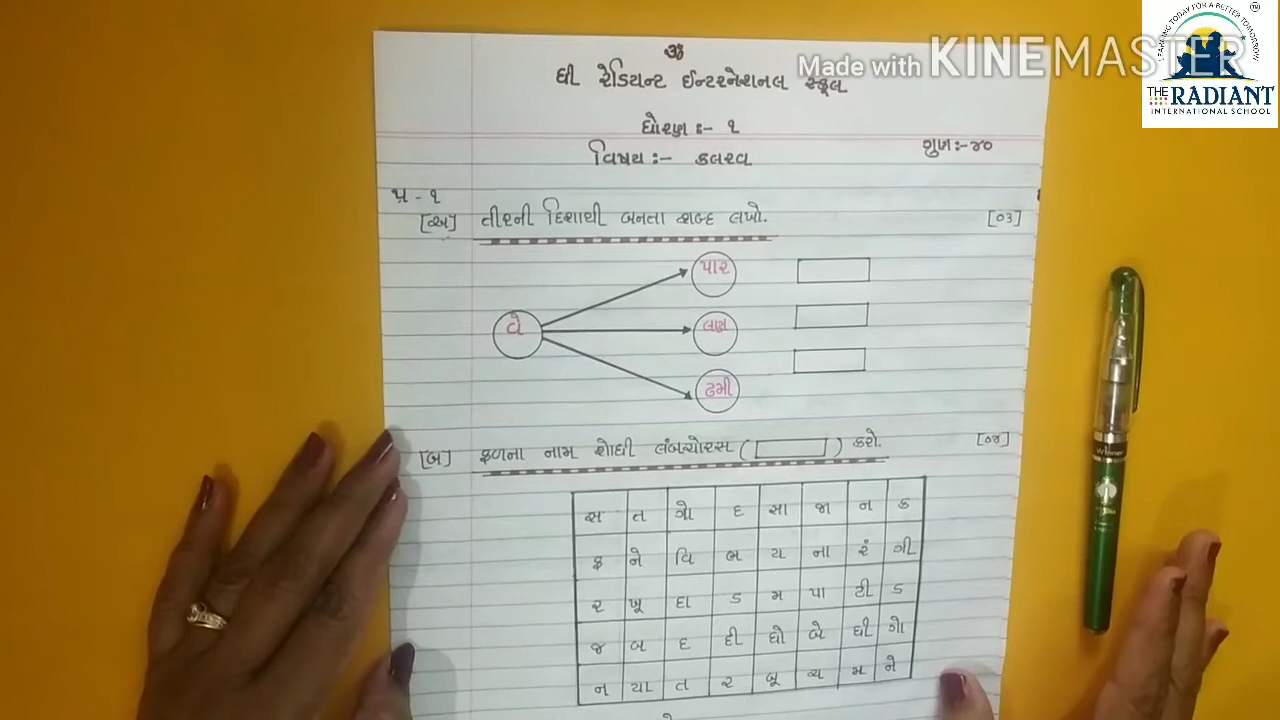 ૐ
ધી રેડિયન્ટ ઈન્ટરનેશનલ સ્કૂલ
Made with KINEMASTER
LEARNING TODAY FOR A BETTER TOMORROW
THE RADIANT
INTERNATIONAL SCHOOL
ધોરણ :- ૧
વિષય :- કલરવ
ગુણ :- ૪૦
પ્ર - ૧
[અ] તીરની દિશાથી બનતા શબ્દ લખો. [૦૩]
પાર
વે
લાણ
ઢમી
[બ] ફળના નામ શોધી લંબચોરસ ( ) કરો. [૦૪]
સ ત ગો દ સા જા ન ક
ફ ને વિ ભ ય ના રં ગી
ર ખૂ દા ડ મ પા ટી ડ
જ બ દ દી ધો બે ધી ગો
ન યા ત ર બૂ ચ મ ને
Winner